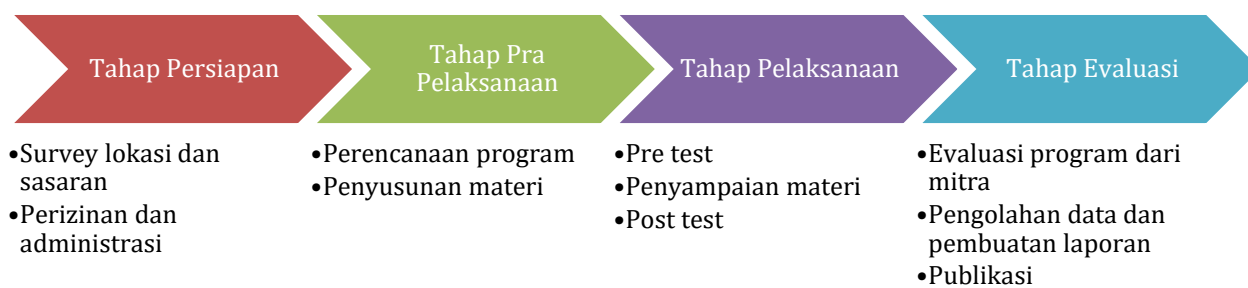 Tahap Persiapan
•Survey lokasi dan
sasaran
•Perizinan dan
administrasi
Tahap Pra
Pelaksanaan
•Perencanaan program
•Penyusunan materi
Tahap Pelaksanaan
•Pre test
•Penyampaian materi
•Post test
Tahap Evaluasi
•Evaluasi program dari
mitra
•Pengolahan data dan
pembuatan laporan
•Publikasi